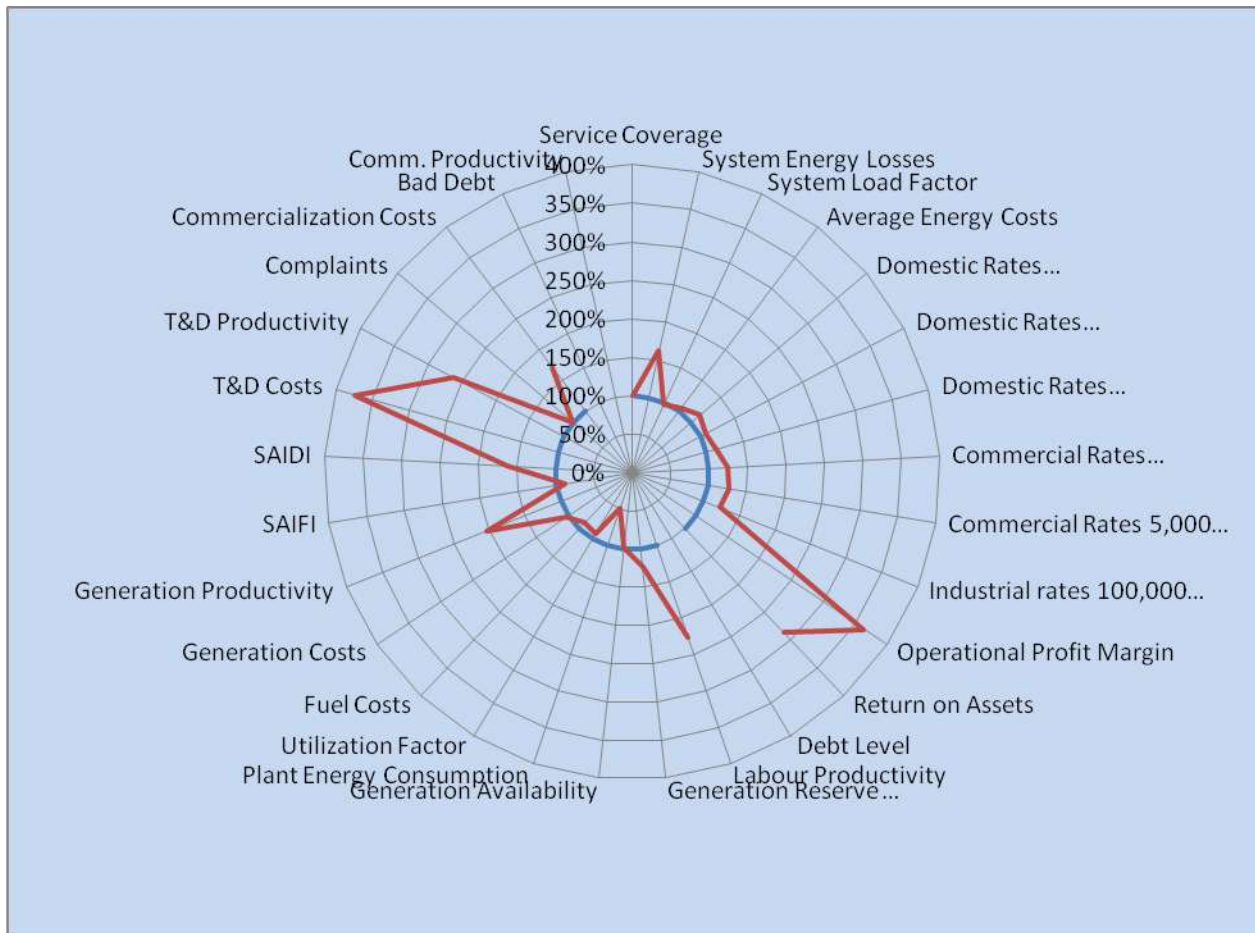 Service Coverage
System Energy Losses
System Load Factor
Average Energy Costs
Domestic Rates...
Domestic Rates...
Domestic Rates...
Commercial Rates...
Commercial Rates 5,000...
Industrial rates 100,000...
Operational Profit Margin
Return on Assets
Debt Level
Labour Productivity
Generation Reserve...
Generation Availability
Plant Energy Consumption
Utilization Factor
Fuel Costs
Generation Costs
Generation Productivity
SAIFI
SAIDI
T&D Costs
T&D Productivity
Complaints
Commercialization Costs
Bad Debt
Comm. Productivity
400%
350%
300%
250%
200%
150%
100%
50%
0%